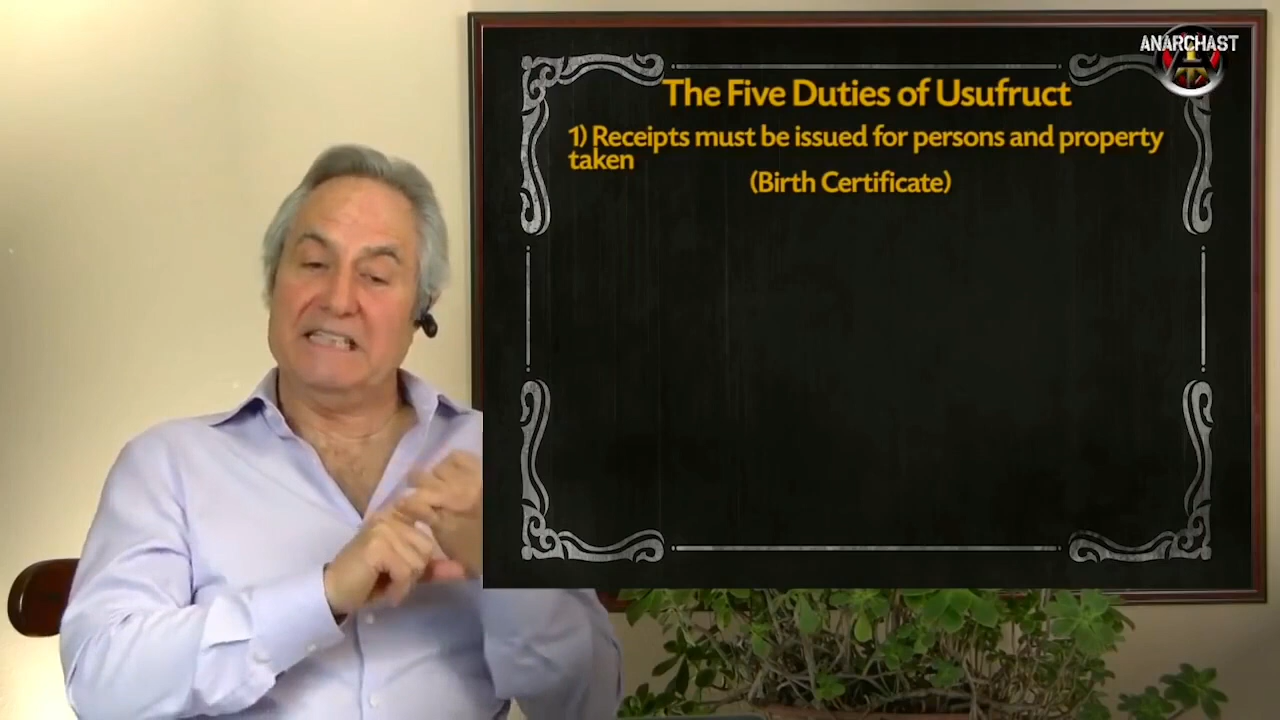 ANARCHAST
The Five Duties of Usufruct
1) Receipts must be issued for persons and property
taken
(Birth Certificate)